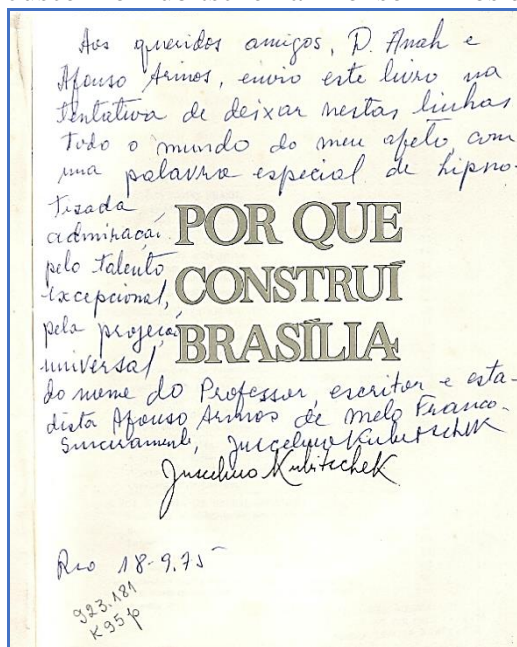 Aos queridos amigos, D. Anah e
Afonso Arinos, envio este livro na
tentativa de deixar nestas linhas
todo o mundo do meu afeto, com
uma palavra especial de hipno-
tizada
admiração
pelo talento
excepcional,
pela projeção
universal,
POR QUE
CONSTRUÍ
BRASÍLIA
do nome do Professor, escritor e esta-
dista Afonso Arinos de Melo Franco.
Sinceramente, Juscelino Kubitschek
Juscelino Kubitschek
Rio 18-9.75
923.181
K95p